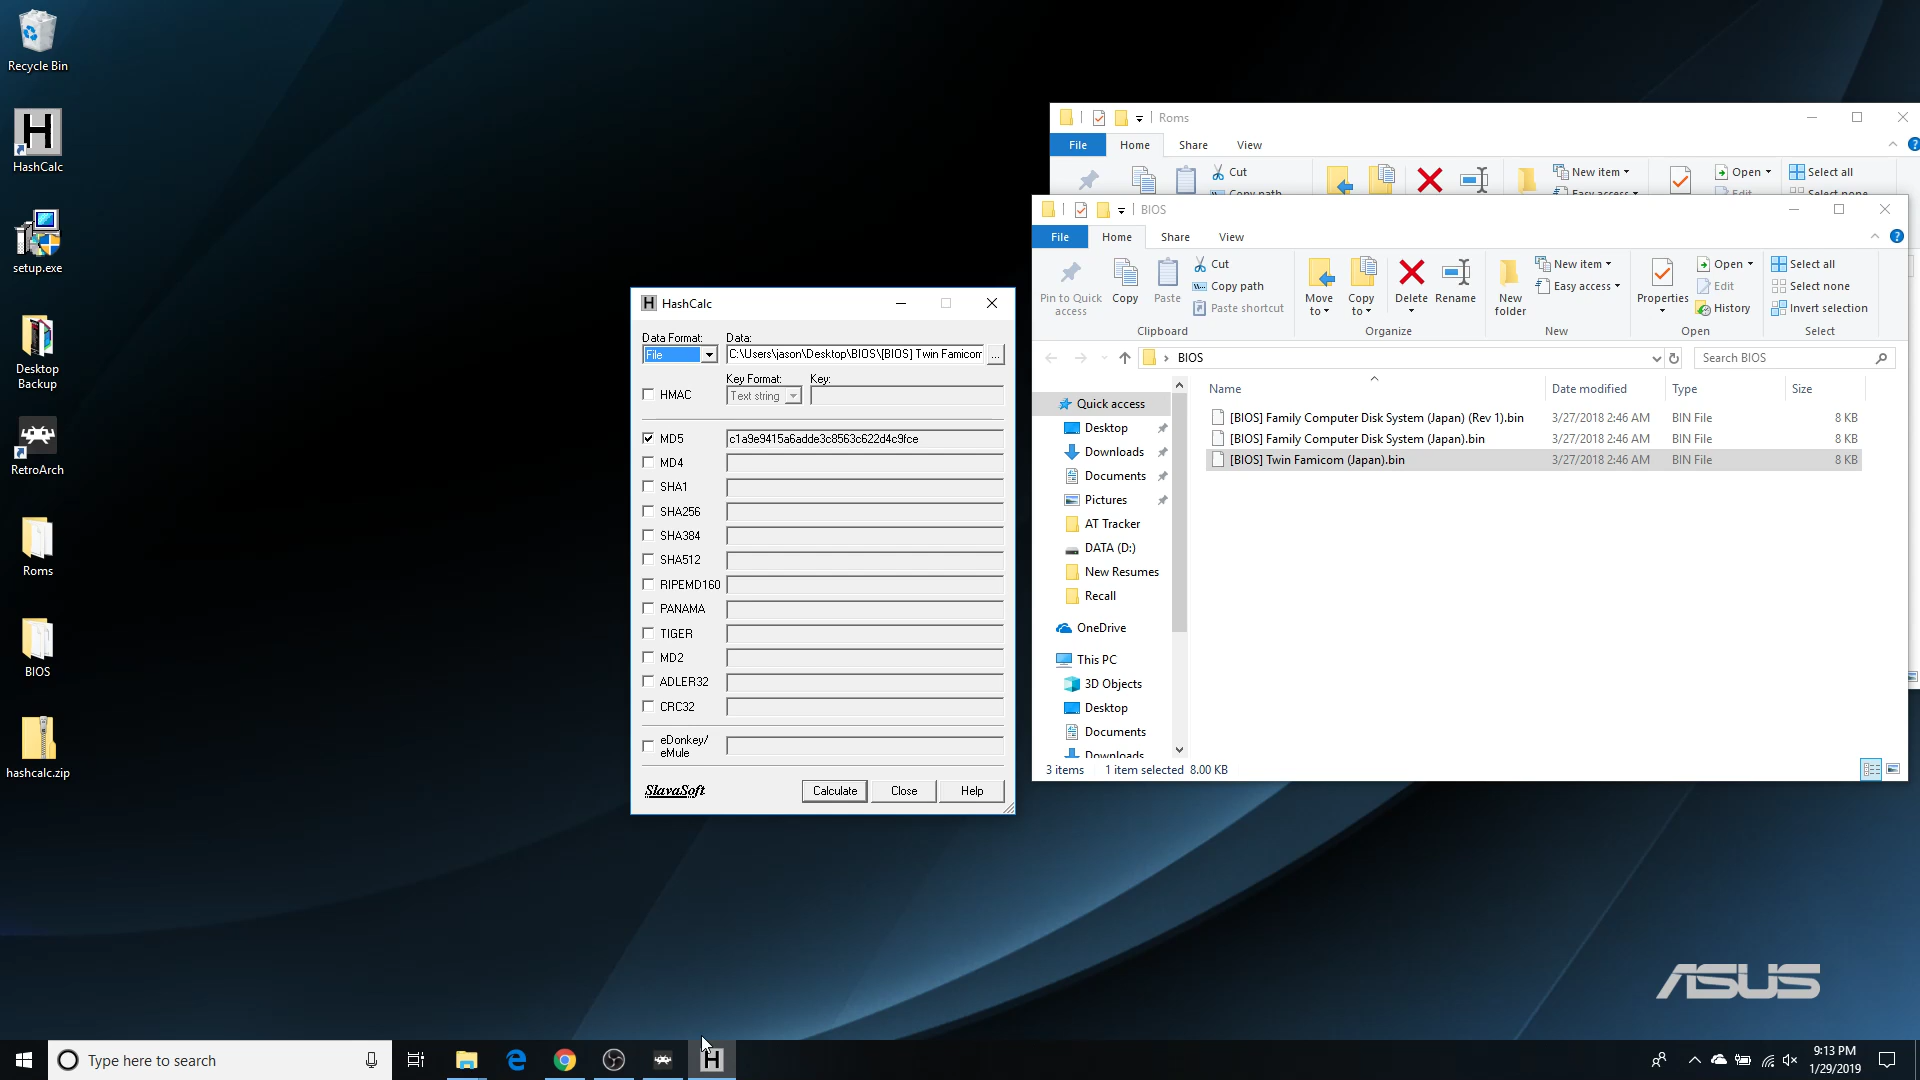 Recycle Bin
HashCalc
setup.exe
Desktop
Backup
RetroArch
Roms
BIOS
hashcalc.zip
HashCalc
Data Format:
Data:
File
C:\Users\jason\Desktop\BIOS\[BIOS] Twin Famicom
...
HMAC
Key Format:
Key:
Text string
MD5
c1a9e9415a6adde3c8563c622d4c9fce
MD4
SHA1
SHA256
SHA384
SHA512
RIPEMD160
PANAMA
TIGER
MD2
ADLER32
CRC32
eDonkey/
eMule
SlavaSoft
Calculate
Close
Help
Roms
File
Home
Share
View
Cut
Copy path
New item
Easy access
Open
Edit
Select all
Select none
BIOS
File
Home
Share
View
Pin to Quick
access
Copy
Paste
Cut
Copy path
Paste shortcut
Clipboard
Move
to
Copy
to
Delete
Rename
Organize
New
folder
New item
Easy access
New
Properties
Open
Edit
History
Open
Select all
Select none
Invert selection
Select
BIOS
Search BIOS
Quick access
Desktop
Downloads
Documents
Pictures
AT Tracker
DATA (D:)
New Resumes
Recall
OneDrive
This PC
3D Objects
Desktop
Documents
Downloads
Name
Date modified
Type
Size
[BIOS] Family Computer Disk System (Japan) (Rev 1).bin 3/27/2018 2:46 AM BIN File 8 KB
[BIOS] Family Computer Disk System (Japan).bin 3/27/2018 2:46 AM BIN File 8 KB
[BIOS] Twin Famicom (Japan).bin 3/27/2018 2:46 AM BIN File 8 KB
3 items 1 item selected 8.00 KB
ASUS
Type here to search
9:13 PM
1/29/2019